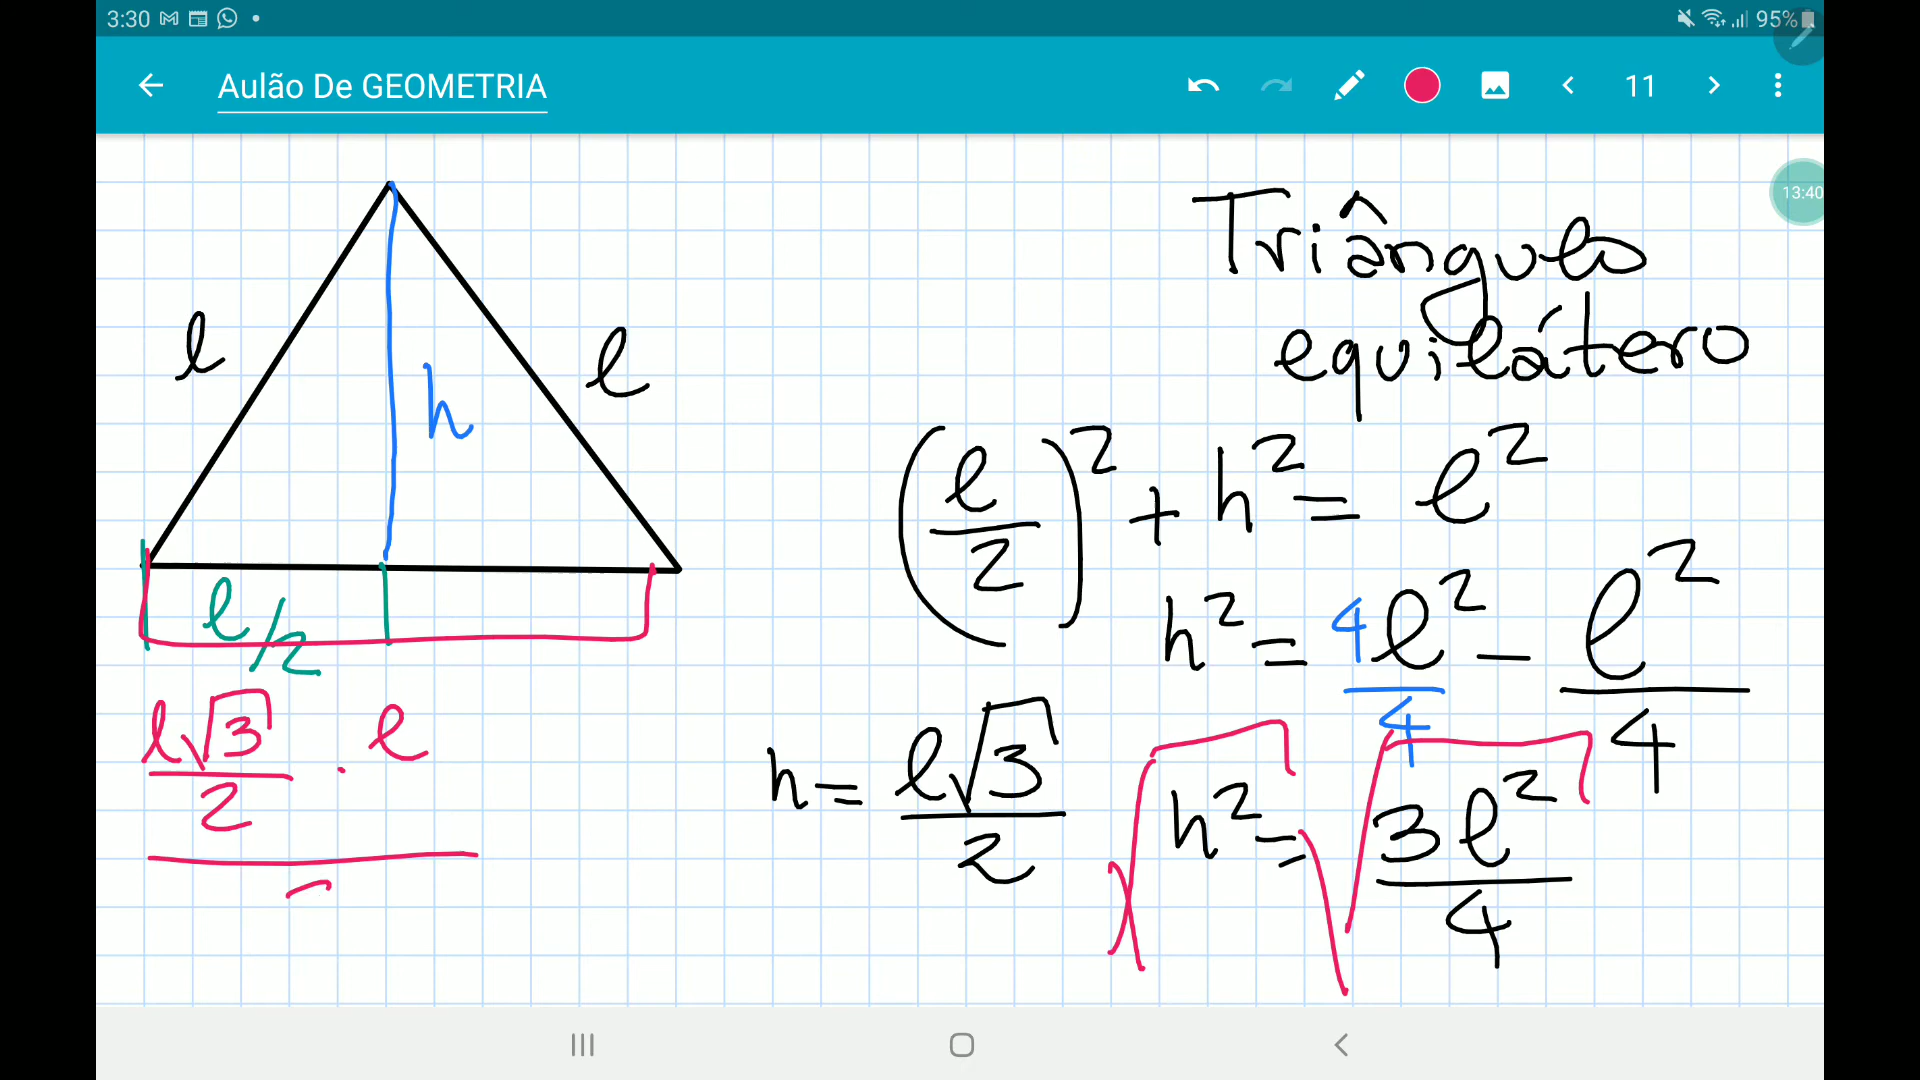 3:30 95%
Aulão De GEOMETRIA 11
13:40
Triângulo
equilátero
l l
h
l/2
(l/2)² + h² = l²
h² = 4l²/4 − l²/4
√h² = √3l²/4
h = l√3/2
l√3/2 · l